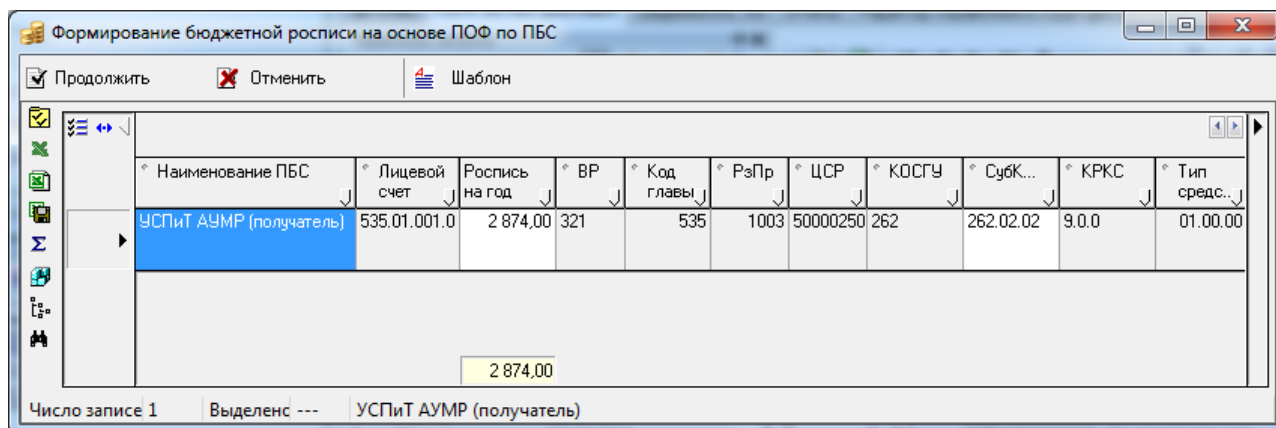 Формирование бюджетной росписи на основе ПОФ по ПБС
Продолжить Отменить Шаблон
Наименование ПБС Лицевой счет Роспись на год ВР Код главы РзПр ЦСР КОСГУ СубК... КРКС Тип средс..
УСПиТ АУМР (получатель) 535.01.001.0 2 874,00 321 535 1003 50000250 262 262.02.02 9.0.0 01.00.00
2 874,00
Число записе 1 Выделенс --- УСПиТ АУМР (получатель)